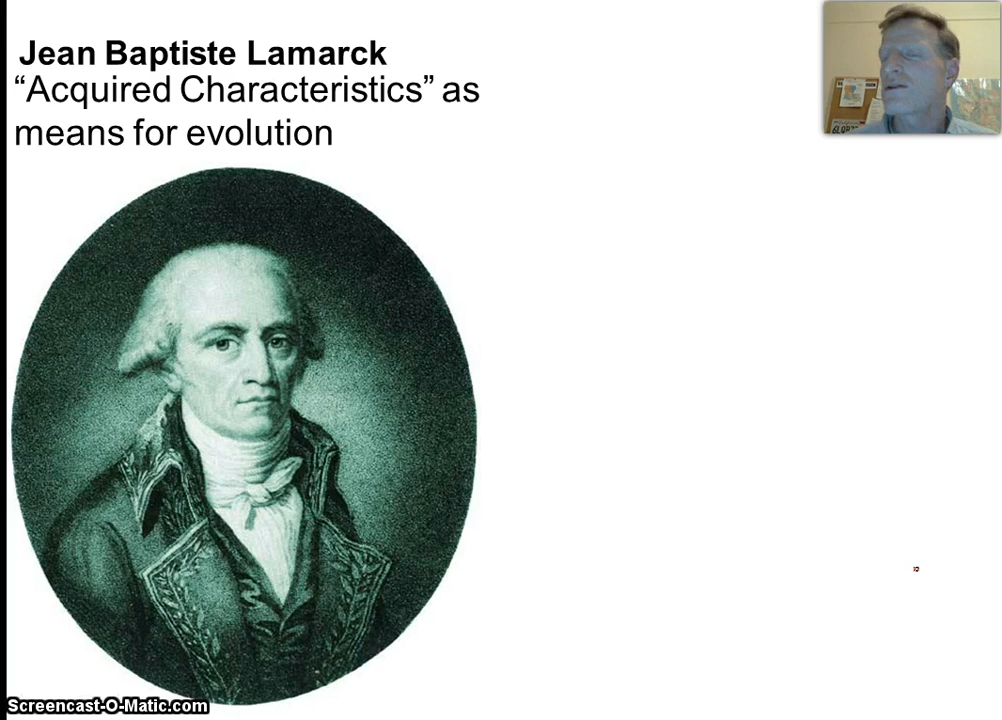 Jean Baptiste Lamarck
“Acquired Characteristics” as
means for evolution
Screencast-O-Matic.com